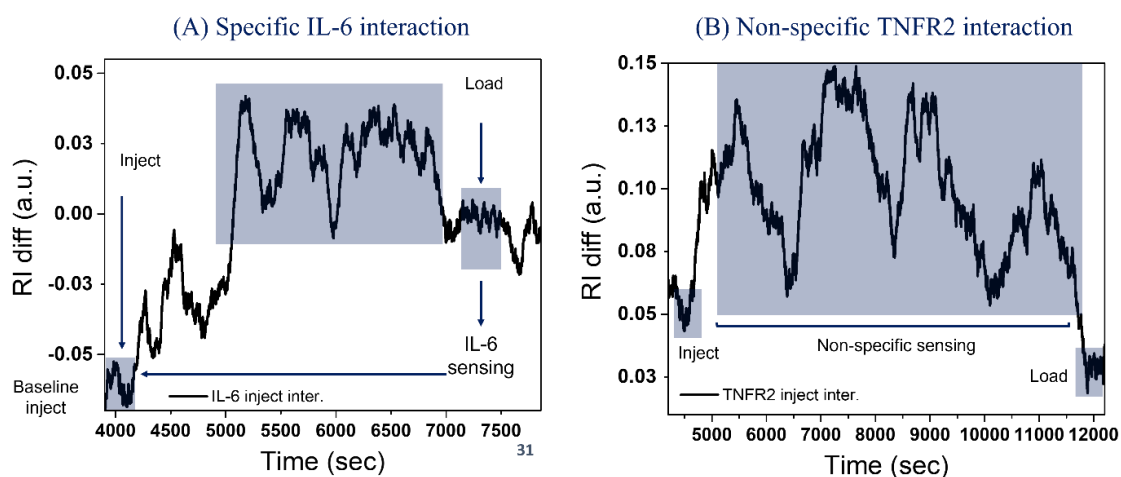 (A) Specific IL-6 interaction
0.05
0.03
0.00
-0.03
-0.05
RI diff (a.u.)
Inject
Load
Baseline
inject
IL-6
sensing
IL-6 inject inter.
4000 4500 5000 5500 6000 6500 7000 7500
Time (sec)
31
(B) Non-specific TNFR2 interaction
0.15
0.13
0.10
0.08
0.05
0.03
RI diff (a.u.)
Inject
Non-specific sensing
Load
TNFR2 inject inter.
5000 6000 7000 8000 9000 10000 11000 12000
Time (sec)